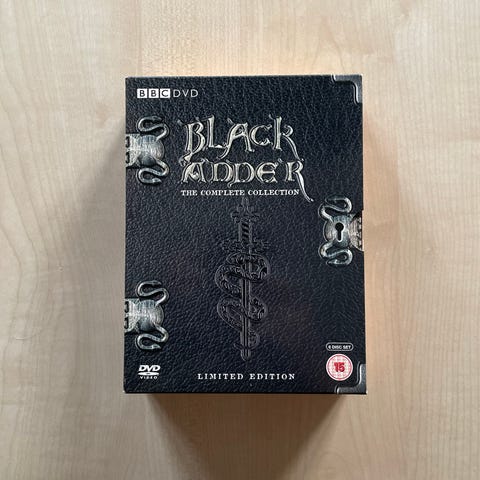 BBC DVD
BLACK
ADDER
THE COMPLETE COLLECTION
6 DISC SET
15
DVD
VIDEO
LIMITED EDITION